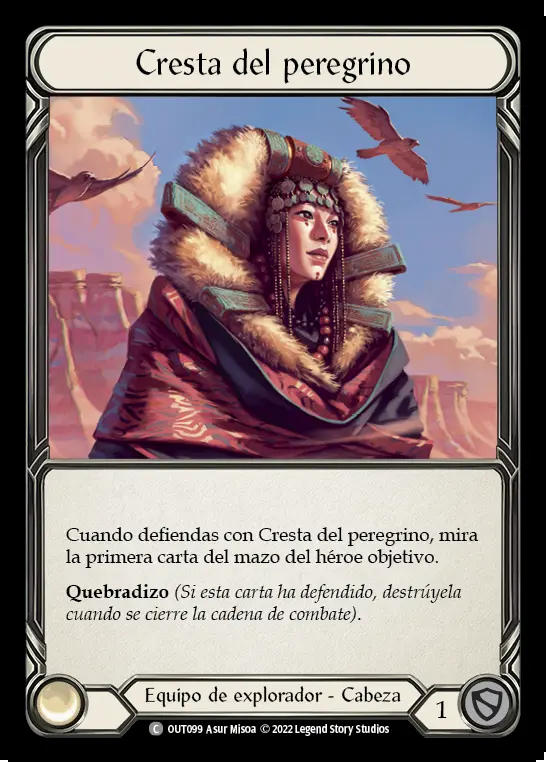 Cresta del peregrino
Cuando defiendas con Cresta del peregrino, mira
la primera carta del mazo del héroe objetivo.
Quebradizo (Si esta carta ha defendido, destrúyela
cuando se cierre la cadena de combate).
Equipo de explorador - Cabeza
1
C OUT099 Asur Misoa © 2022 Legend Story Studios